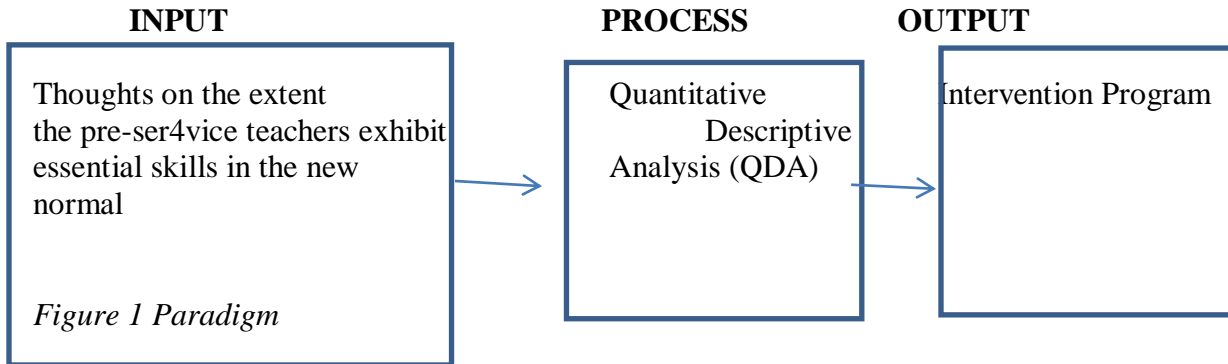 INPUT
Thoughts on the extent
the pre-ser4vice teachers exhibit
essential skills in the new
normal
Figure 1 Paradigm
PROCESS
Quantitative
Descriptive
Analysis (QDA)
OUTPUT
Intervention Program